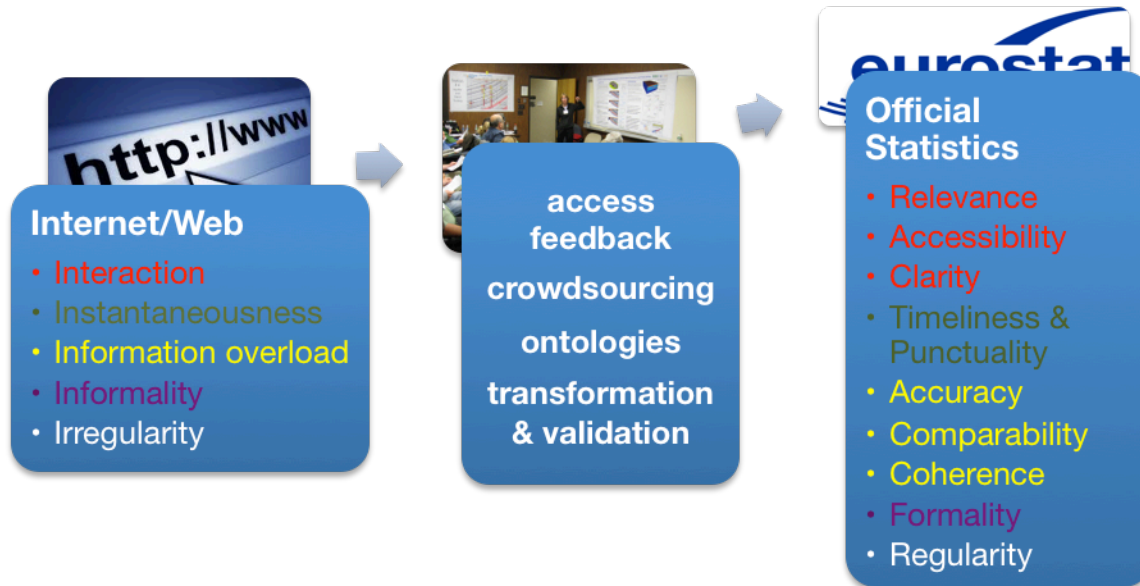 http://www
Internet/Web
• Interaction
• Instantaneousness
• Information overload
• Informality
• Irregularity
access
feedback
crowdsourcing
ontologies
transformation
& validation
eurostat
Official
Statistics
• Relevance
• Accessibility
• Clarity
• Timeliness &
Punctuality
• Accuracy
• Comparability
• Coherence
• Formality
• Regularity